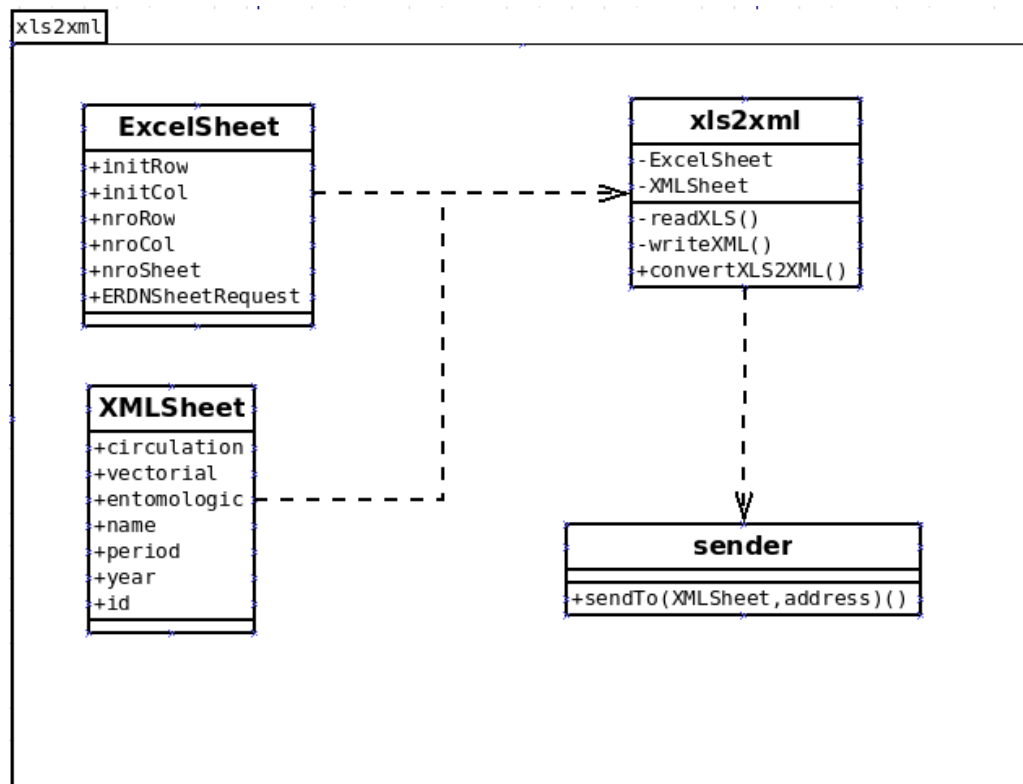 xls2xml
ExcelSheet
+initRow
+initCol
+nroRow
+nroCol
+nroSheet
+ERDNSheetRequest
xls2xml
-ExcelSheet
-XMLSheet
-readXLS()
-writeXML()
+convertXLS2XML()
XMLSheet
+circulation
+vectorial
+entomologic
+name
+period
+year
+id
sender
+sendTo(XMLSheet,address)()